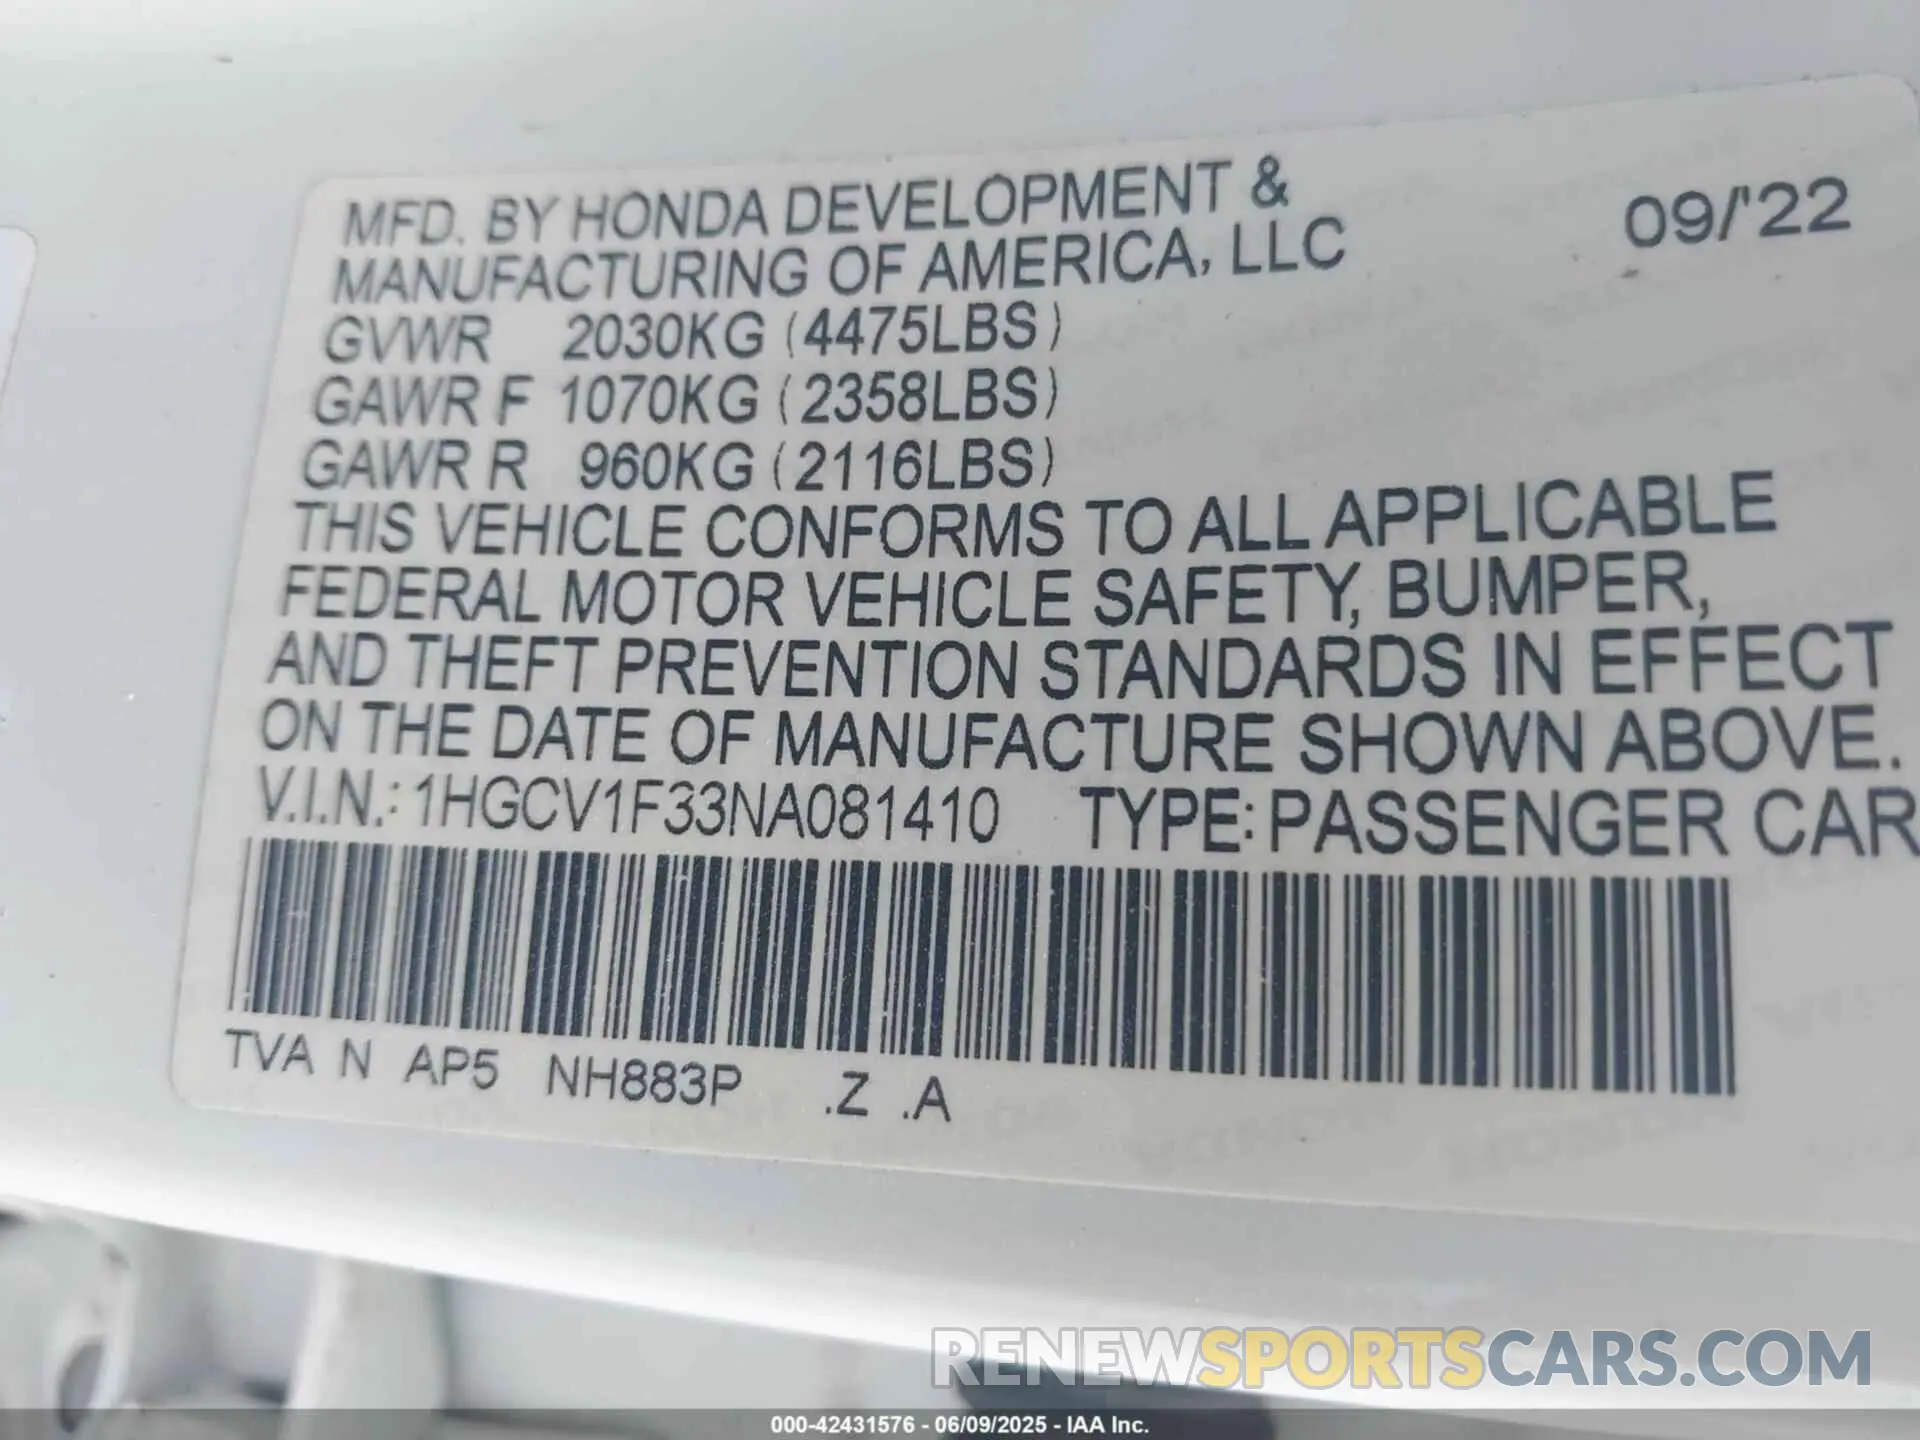 MFD. BY HONDA DEVELOPMENT &
MANUFACTURING OF AMERICA, LLC
09/'22
GVWR 2030KG (4475LBS)
GAWR F 1070KG (2358LBS)
GAWR R 960KG (2116LBS)
THIS VEHICLE CONFORMS TO ALL APPLICABLE
FEDERAL MOTOR VEHICLE SAFETY, BUMPER,
AND THEFT PREVENTION STANDARDS IN EFFECT
ON THE DATE OF MANUFACTURE SHOWN ABOVE.
V.I.N.: 1HGCV1F33NA081410 TYPE: PASSENGER CAR
TVA N AP5 NH883P .Z .A
RENEWSPORTSCARS.COM
000-42431576 - 06/09/2025 - IAA Inc.